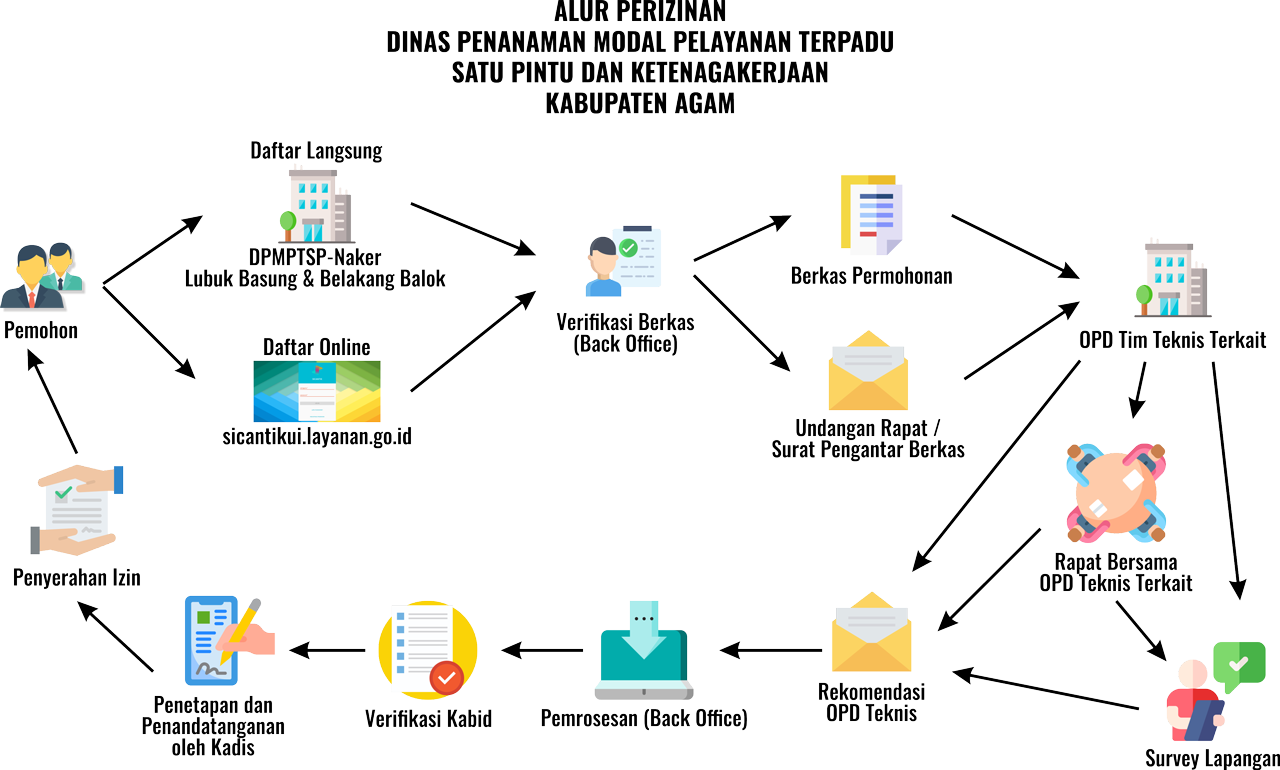 ALUR PERIZINAN
DINAS PENANAMAN MODAL PELAYANAN TERPADU
SATU PINTU DAN KETENAGAKERJAAN
KABUPATEN AGAM
Daftar Langsung
DPMPTSP-Naker
Lubuk Basung & Belakang Balok
Pemohon
Daftar Online
sicantikui.layanan.go.id
Verifikasi Berkas
(Back Office)
Berkas Permohonan
Undangan Rapat /
Surat Pengantar Berkas
OPD Tim Teknis Terkait
Rapat Bersama
OPD Teknis Terkait
Survey Lapangan
Rekomendasi
OPD Teknis
Pemrosesan (Back Office)
Verifikasi Kabid
Penetapan dan
Penandatanganan
oleh Kadis
Penyerahan Izin